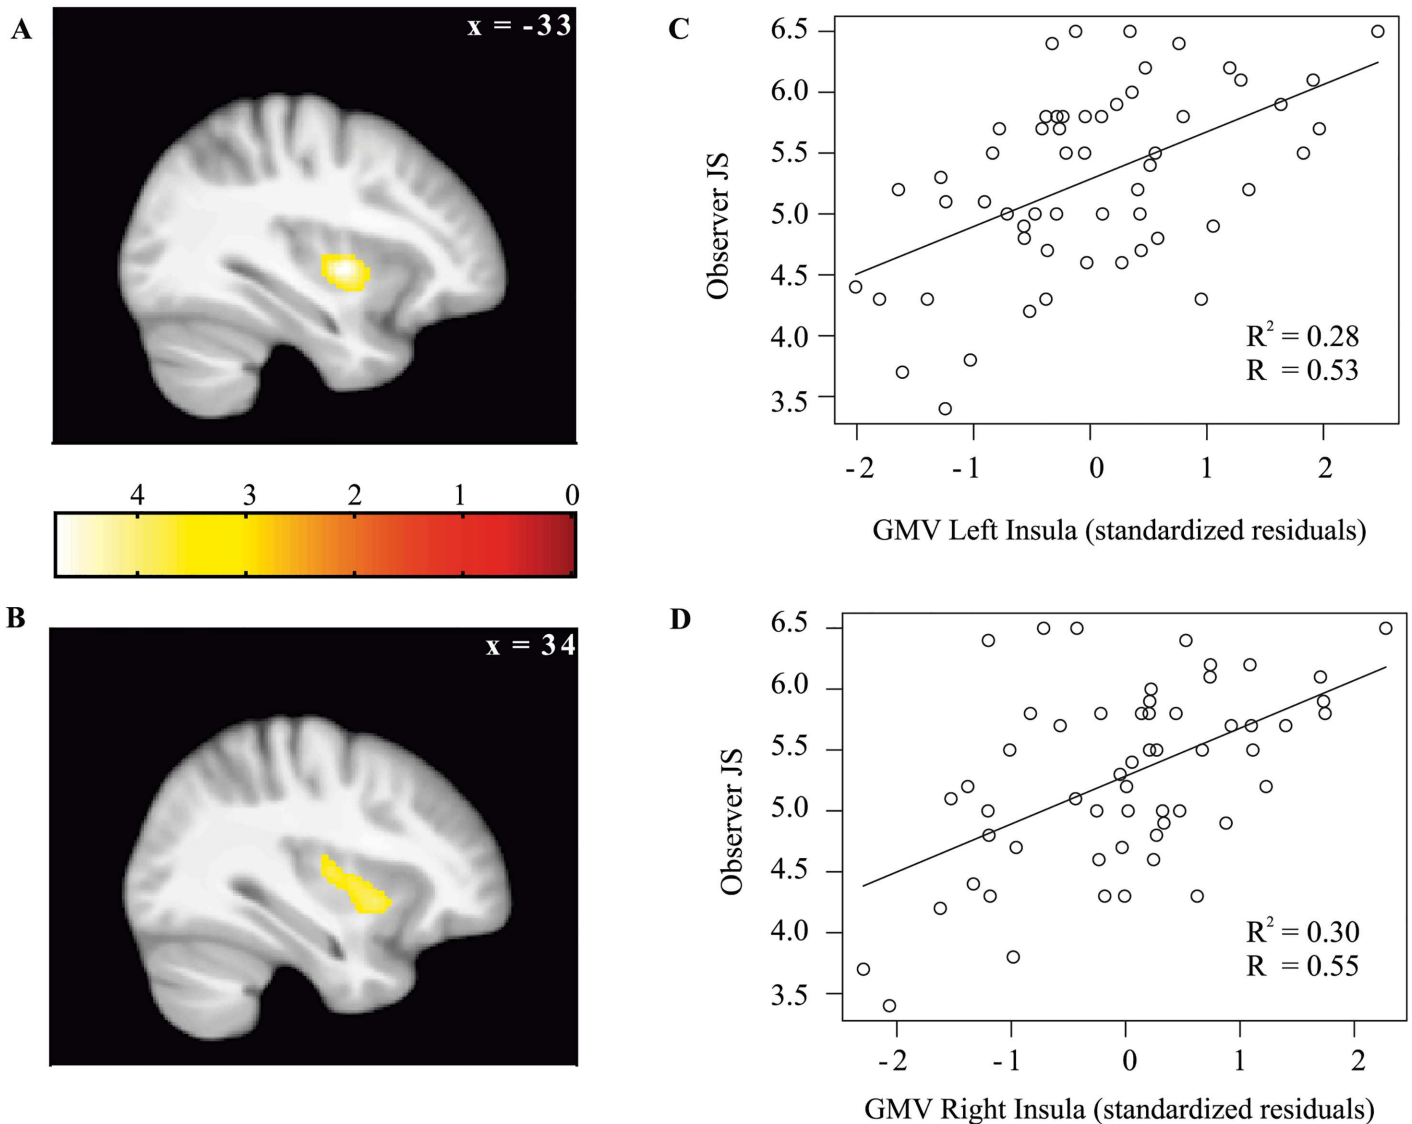 A
x = -33
4 3 2 1 0
B
x = 34
C
6.5
6.0
5.5
5.0
4.5
4.0
3.5
Observer JS
R² = 0.28
R = 0.53
-2 -1 0 1 2
GMV Left Insula (standardized residuals)
D
6.5
6.0
5.5
5.0
4.5
4.0
3.5
Observer JS
R² = 0.30
R = 0.55
-2 -1 0 1 2
GMV Right Insula (standardized residuals)